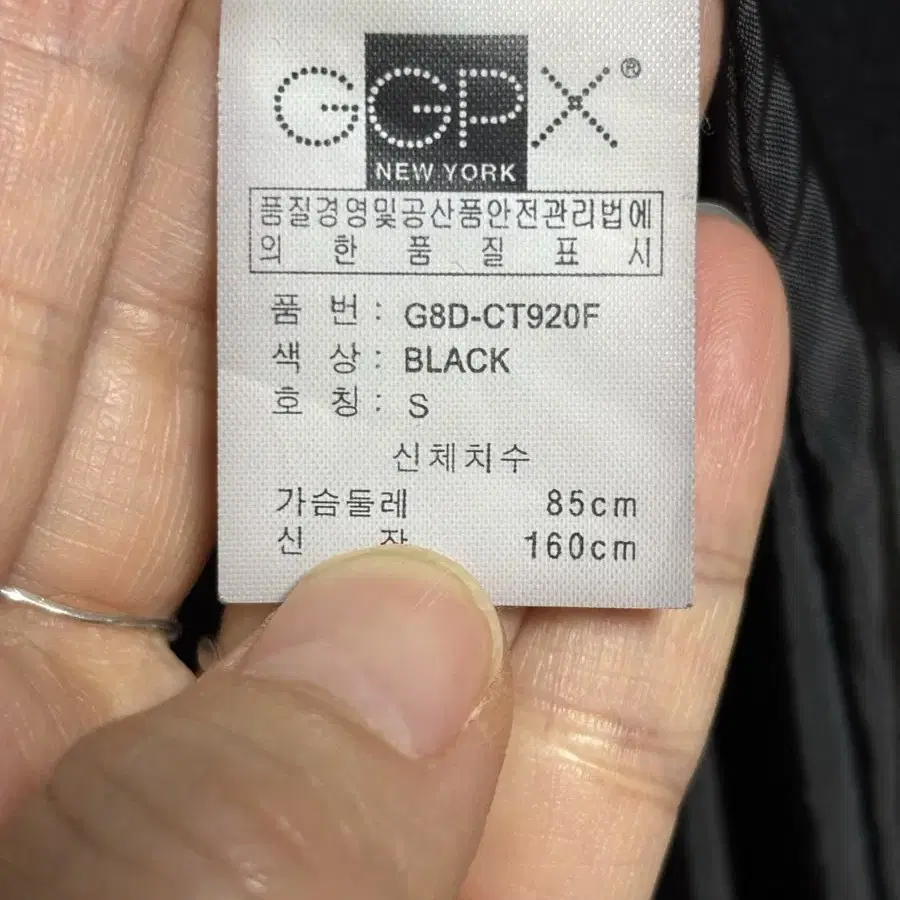 GGPX®
NEW YORK
품질경영및공산품안전관리법에
의 한 품 질 표 시
품 번 : G8D-CT920F
색 상 : BLACK
호 칭 : S
신체치수
가슴둘레 85cm
신 장 160cm